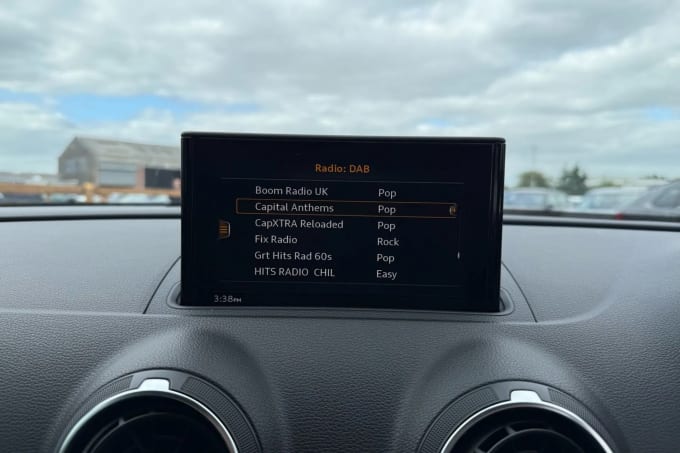 Radio: DAB
Boom Radio UK Pop
Capital Anthems Pop
CapXTRA Reloaded Pop
Fix Radio Rock
Grt Hits Rad 60s Pop
HITS RADIO CHIL Easy
3:38PM